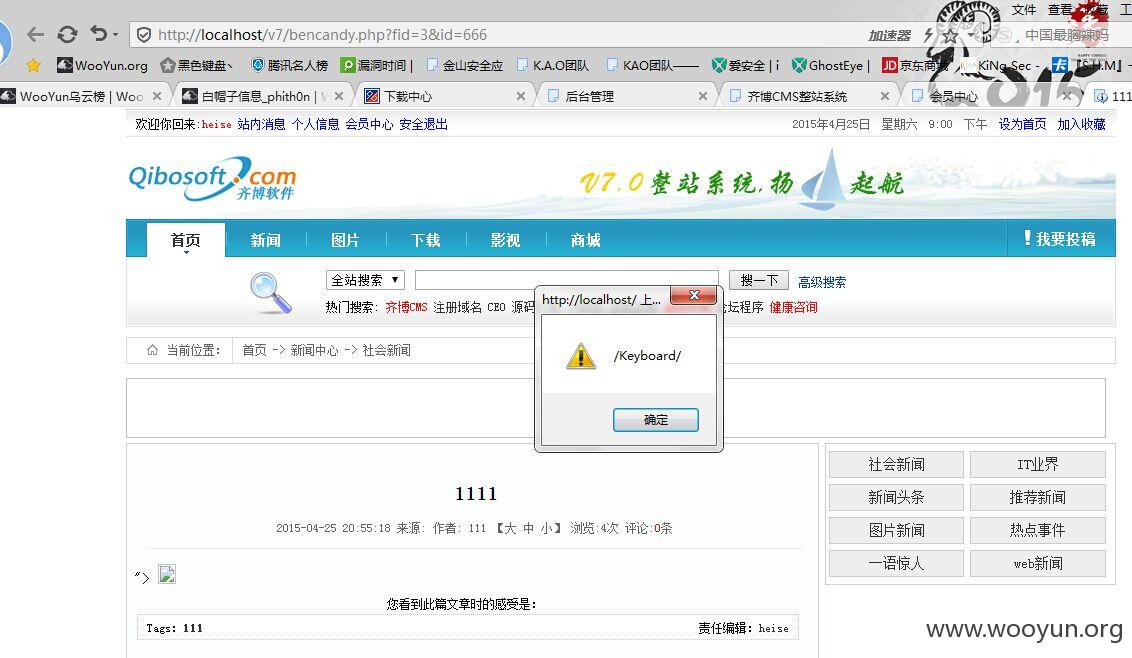 文件 查看 收藏 工
http://localhost/v7/bencandy.php?fid=3&id=666 加速器 中国最胸辣妈
WooYun.org 黑色键盘丶 腾讯名人榜 漏洞时间 | 金山安全应 K.A.O团队 KAO团队—— 爱安全 | i GhostEye | JD 京东商 KiNg Sec - 卡 『S.H.M』
WooYun乌云榜 | Woo 白帽子信息_phith0n | W 下载中心 后台管理 齐博CMS整站系统 会员中心 111
欢迎你回来:heise 站内消息 个人信息 会员中心 安全退出 2015年4月25日 星期六 9:00 下午 设为首页 加入收藏
Qibosoft.com
齐博软件
V7.0 整站系统.扬 起航
首页 新闻 图片 下载 影视 商城 我要投稿
全站搜索 搜一下 高级搜索
热门搜索: 齐博CMS 注册域名 CEO 源码 坛程序 健康咨询
http://localhost/ 上...
/Keyboard/
确定
当前位置: 首页 -> 新闻中心 -> 社会新闻
1111
2015-04-25 20:55:18 来源: 作者: 111 【大 中 小】 浏览:4次 评论:0条
">
您看到此篇文章时的感受是:
Tags: 111 责任编辑: heise
社会新闻 IT业界
新闻头条 推荐新闻
图片新闻 热点事件
一语惊人 web新闻
www.wooyun.org